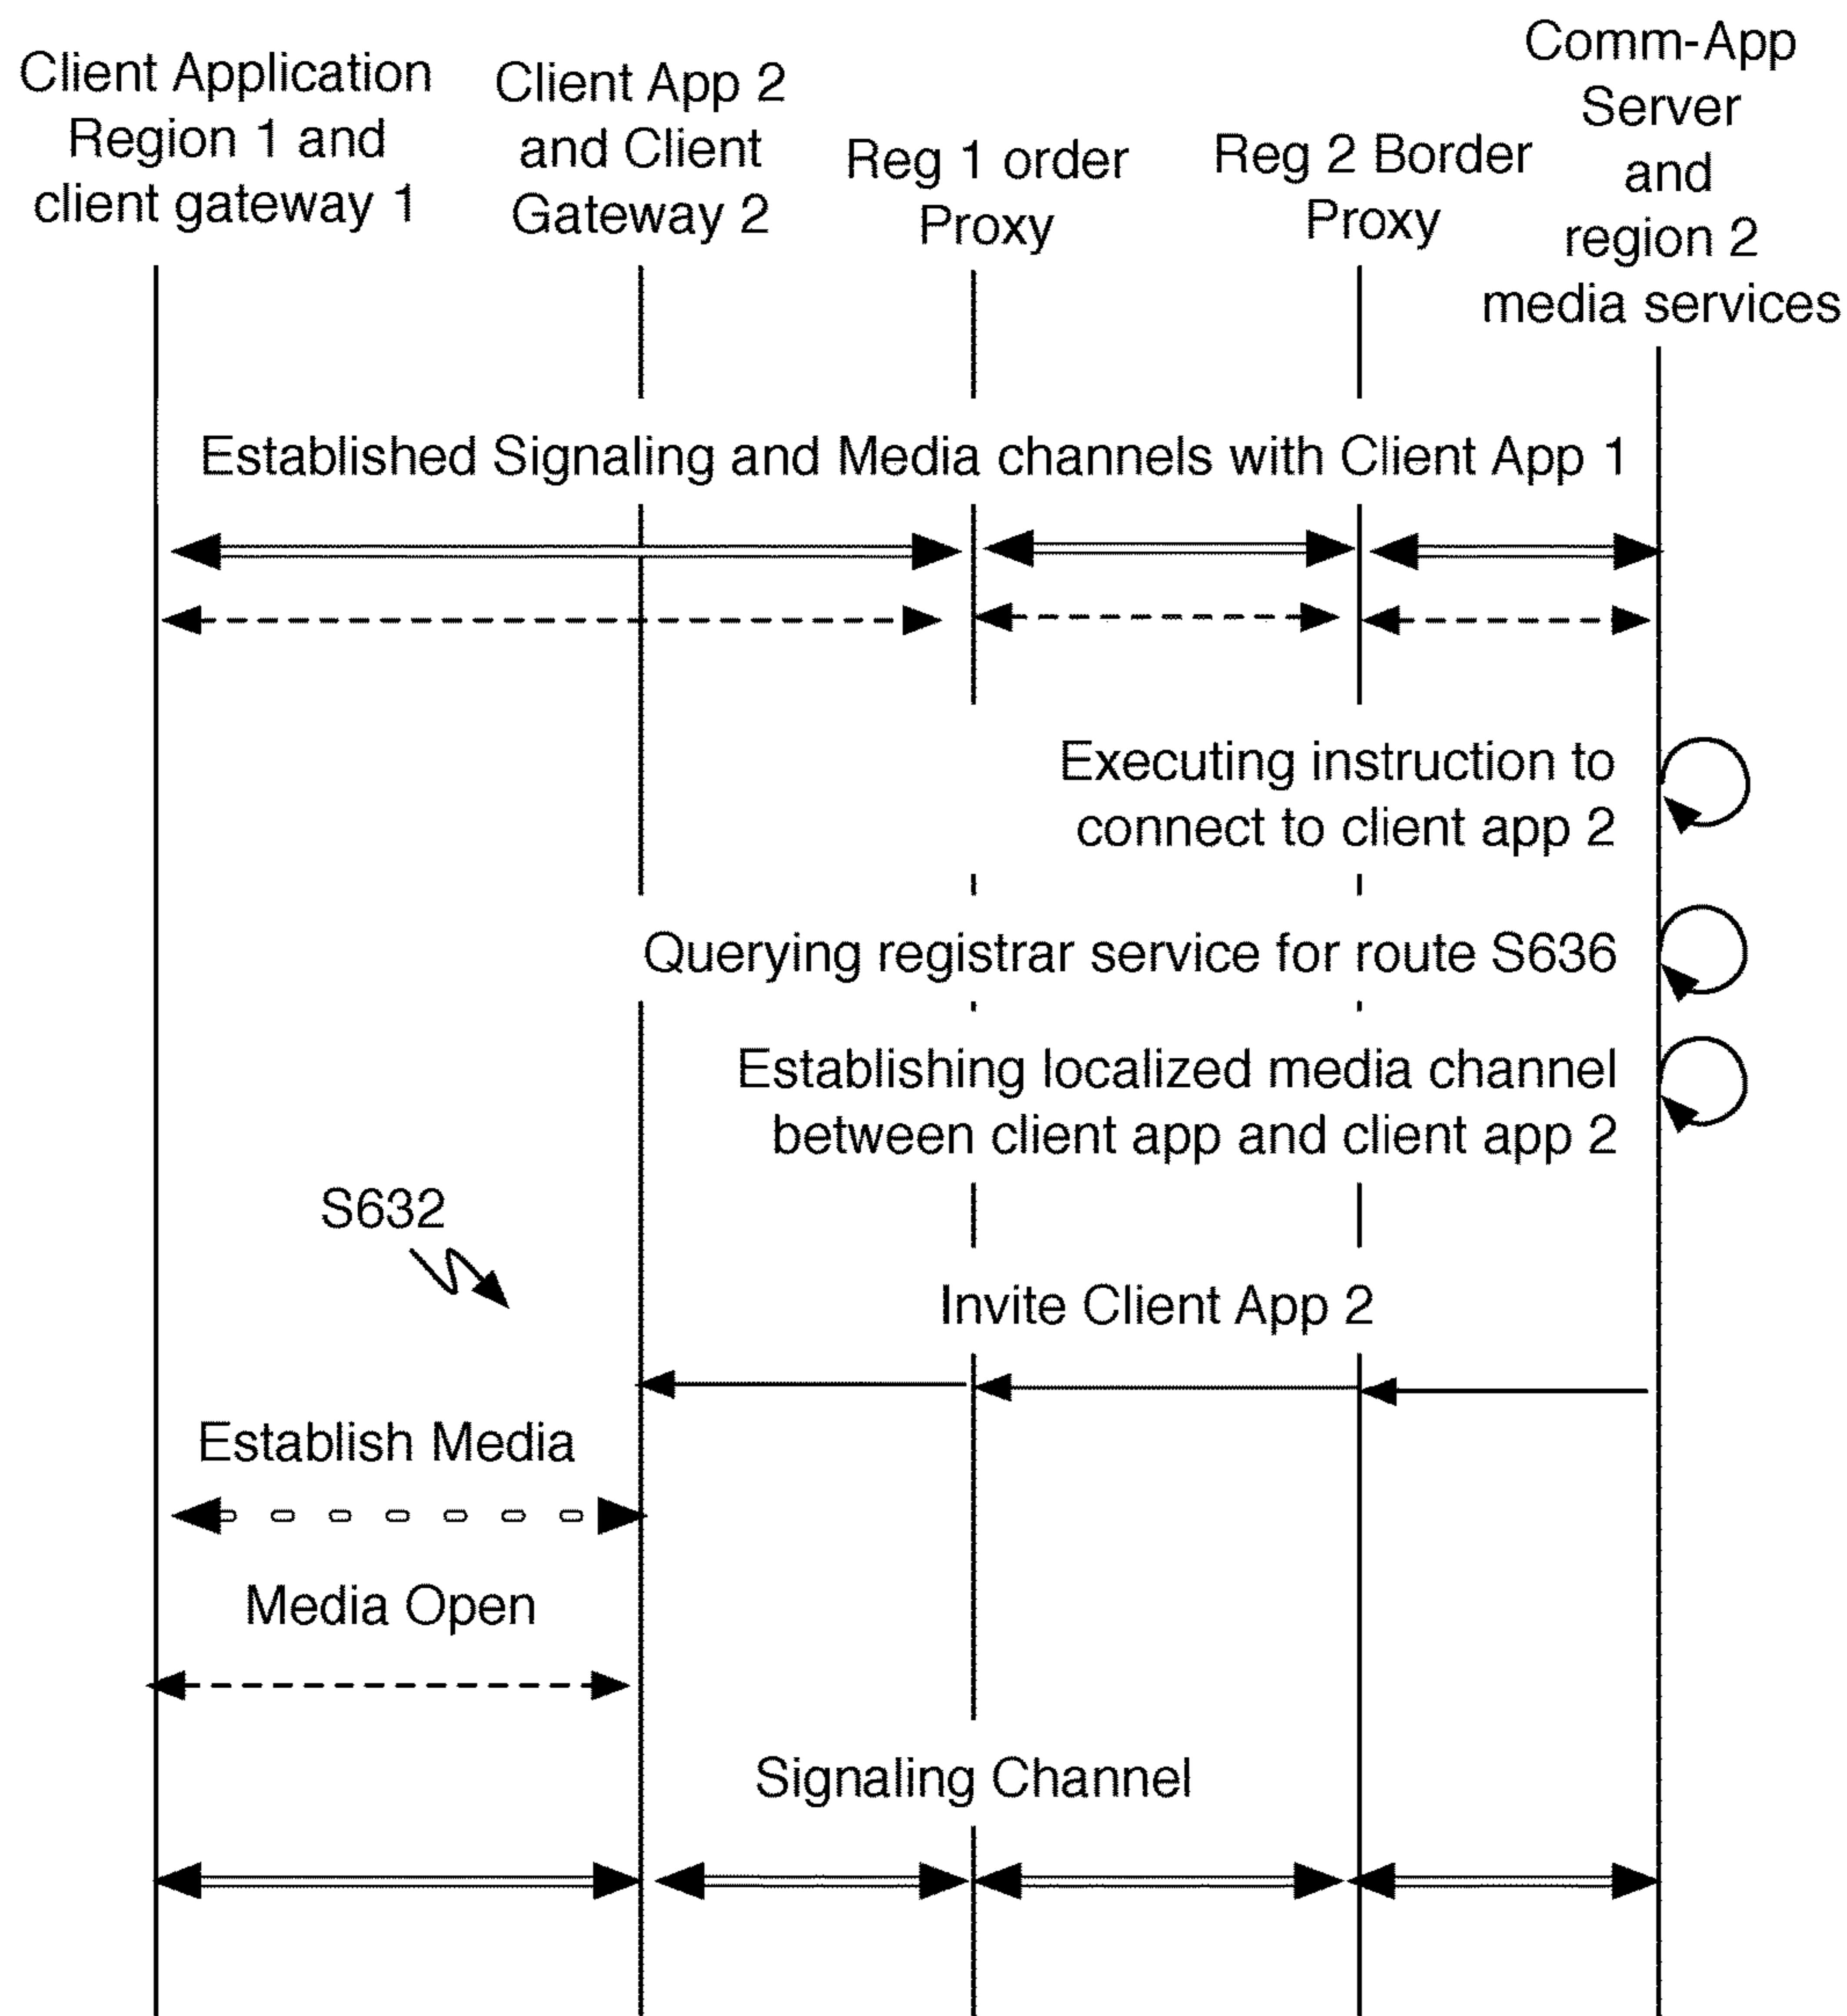 Client Application
Region 1 and
client gateway 1
Client App 2
and Client
Gateway 2
Reg 1 order
Proxy
Reg 2 Border
Proxy
Comm-App
Server
and
region 2
media services
Established Signaling and Media channels with Client App 1
Executing instruction to
connect to client app 2
Querying registrar service for route S636
Establishing localized media channel
between client app and client app 2
S632
Invite Client App 2
Establish Media
Media Open
Signaling Channel